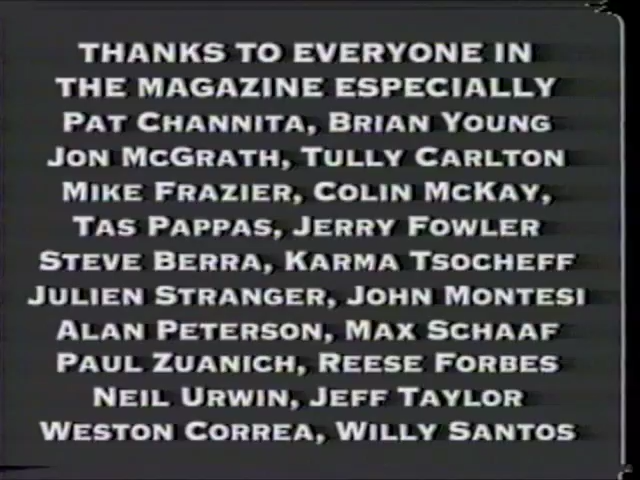 THANKS TO EVERYONE IN
THE MAGAZINE ESPECIALLY
PAT CHANNITA, BRIAN YOUNG
JON MCGRATH, TULLY CARLTON
MIKE FRAZIER, COLIN MCKAY,
TAS PAPPAS, JERRY FOWLER
STEVE BERRA, KARMA TSOCHEFF
JULIEN STRANGER, JOHN MONTESI
ALAN PETERSON, MAX SCHAAF
PAUL ZUANICH, REESE FORBES
NEIL URWIN, JEFF TAYLOR
WESTON CORREA, WILLY SANTOS